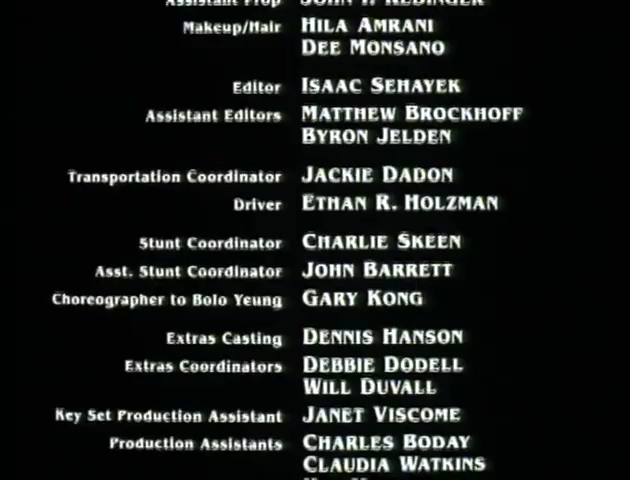 Makeup/Hair HILA AMRANI
DEE MONSANO
Editor ISAAC SEHAYEK
Assistant Editors MATTHEW BROCKHOFF
BYRON JELDEN
Transportation Coordinator JACKIE DADON
Driver ETHAN R. HOLZMAN
Stunt Coordinator CHARLIE SKEEN
Asst. Stunt Coordinator JOHN BARRETT
Choreographer to Bolo Yeung GARY KONG
Extras Casting DENNIS HANSON
Extras Coordinators DEBBIE DODELL
WILL DUVALL
Key Set Production Assistant JANET VISCOME
Production Assistants CHARLES BODAY
CLAUDIA WATKINS